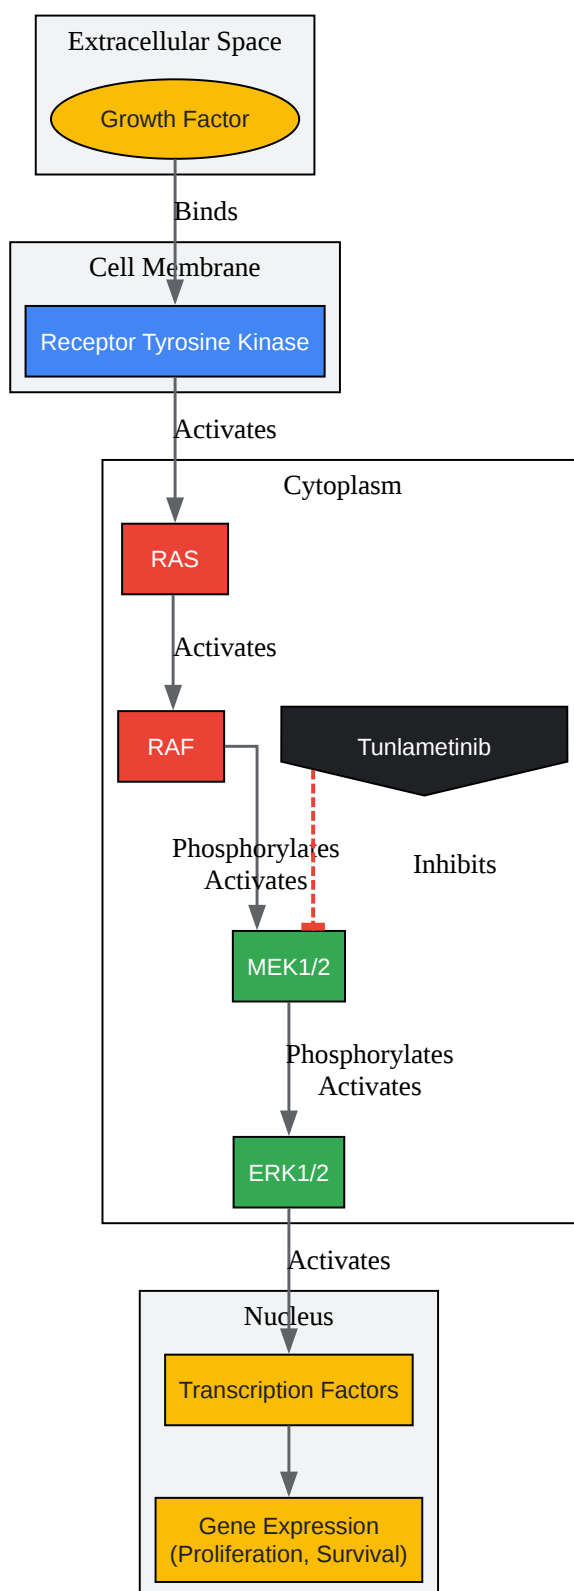 Extracellular Space
Growth Factor
Binds
Cell Membrane
Receptor Tyrosine Kinase
Activates
Cytoplasm
RAS
Activates
RAF
Tunlametinib
Phosphorylates
Activates
Inhibits
MEK1/2
Phosphorylates
Activates
ERK1/2
Activates
Nucleus
Transcription Factors
Gene Expression
(Proliferation, Survival)